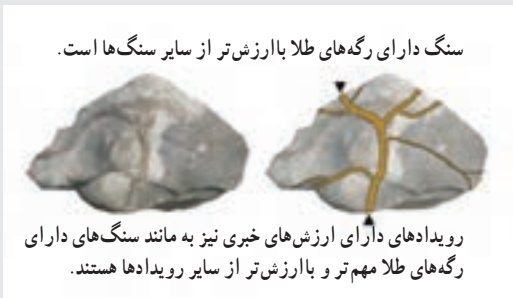 سنگ دارای رگه‌های طلا باارزش‌تر از سایر سنگ‌ها است.
رویدادهای دارای ارزش‌های خبری نیز به مانند سنگ‌های دارای
رگه‌های طلا مهم‌تر و باارزش‌تر از سایر رویدادها هستند.